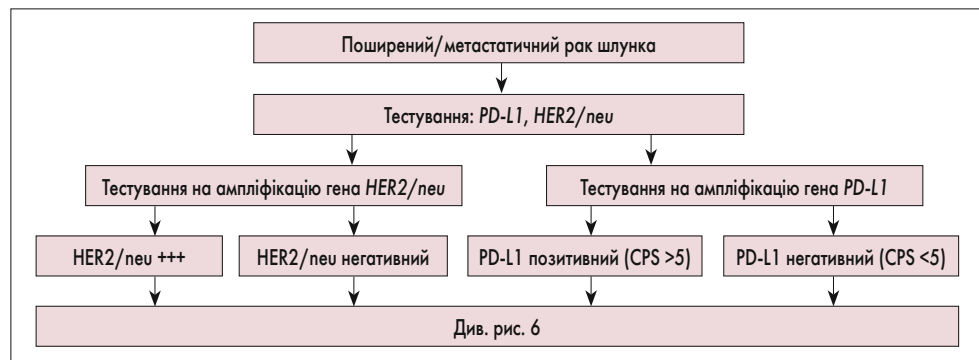 Поширений/метастатичний рак шлунка
Тестування: PD-L1, HER2/neu
Тестування на ампліфікацію гена HER2/neu
Тестування на ампліфікацію гена PD-L1
HER2/neu +++
HER2/neu негативний
PD-L1 позитивний (CPS >5)
PD-L1 негативний (CPS <5)
Див. рис. 6